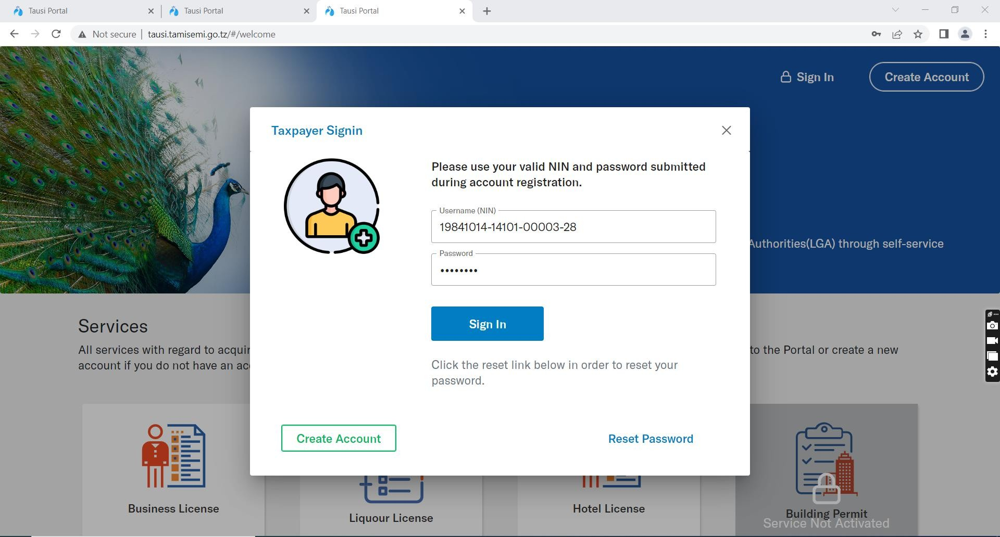 Tausi Portal
Tausi Portal
Tausi Portal
Not secure
tausi.tamisemi.go.tz/#/welcome
Sign In
Create Account
Taxpayer Signin
Please use your valid NIN and password submitted
during account registration.
Username (NIN)
19841014-14101-00003-28
Password
••••••••
Authorities(LGA) through self-service
Sign In
Services
All services with regard to acquir
to the Portal or create a new
account if you do not have an
Click the reset link below in order to reset your
password.
Create Account
Reset Password
Business License
Liquour License
Hotel License
Building Permit
Service Not Activated